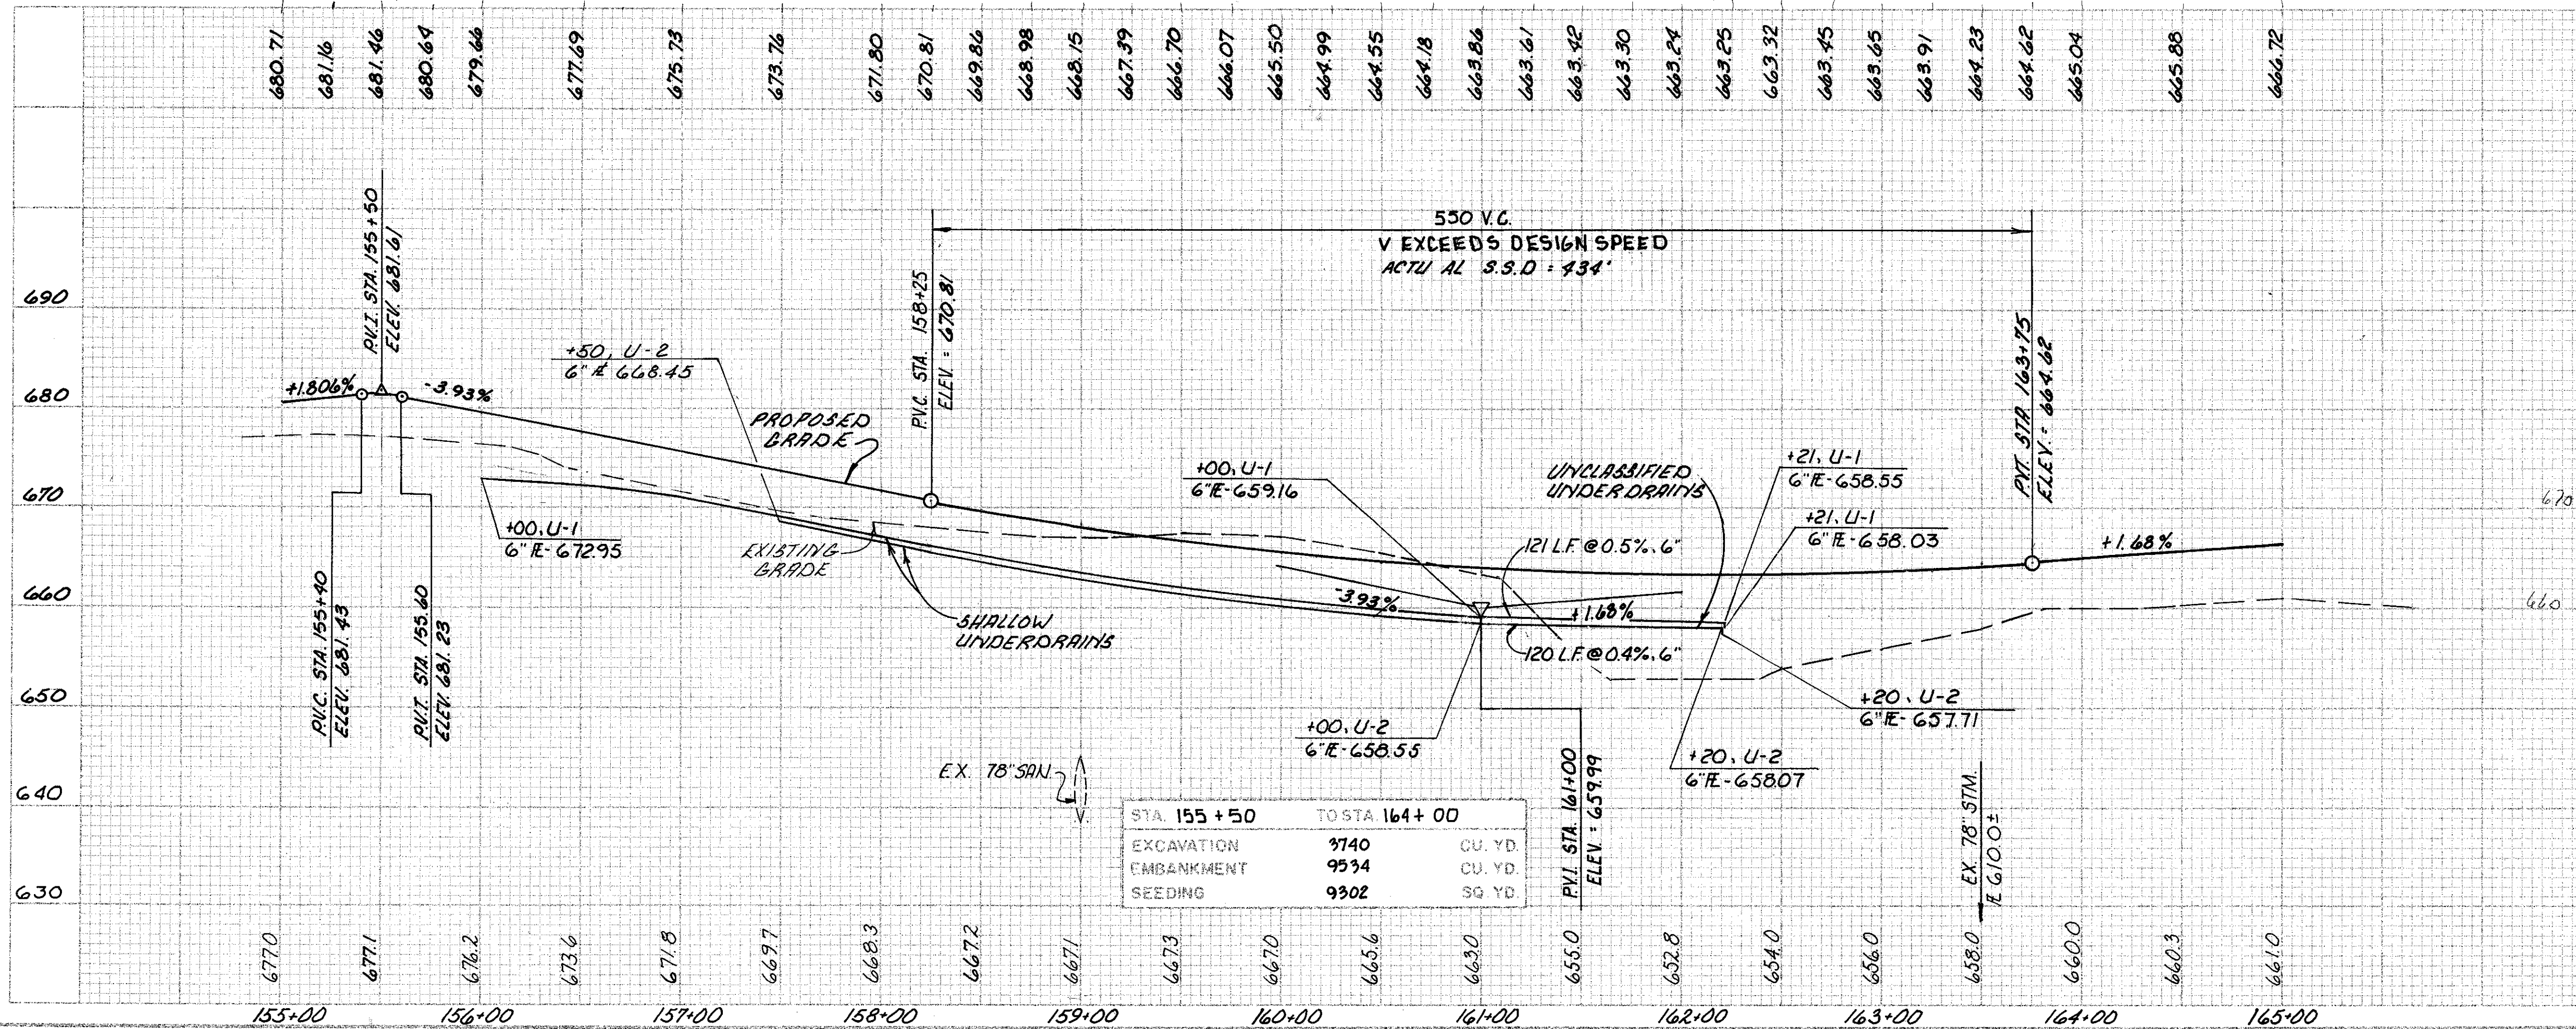 680.71 681.16 681.46 680.64 679.66 677.69 675.73 673.76 671.80 670.81 669.86 668.98 668.15 667.39 666.70 666.07 665.50 664.99 664.55 664.18 663.86 663.61 663.42 663.30 663.24 663.25 663.32 663.45 663.65 663.91 664.23 664.62 665.04 665.88 666.72
P.V.I. STA. 155+50
ELEV. 681.61
550 V.C.
V EXCEEDS DESIGN SPEED
ACTU AL S.S.D = 434'
P.V.C. STA. 158+25
ELEV. = 670.81
P.V.T. STA. 163+75
ELEV. = 664.62
690
680
670
660
650
640
630
+1.806%
-3.93%
+50, U-2
6" 668.45
PROPOSED
GRADE
+00, U-1
6" 672.95
EXISTING
GRADE
SHALLOW
UNDERDRAINS
+00, U-1
6" 659.16
UNCLASSIFIED
UNDERDRAINS
+21, U-1
6" 658.55
+21, U-1
6" 658.03
+1.68%
121 L.F. @ 0.5%, 6"
-3.93%
+1.68%
120 L.F. @ 0.4%, 6"
+20, U-2
6" 657.71
+20, U-2
6" 658.07
+00, U-2
6" 658.55
P.V.C. STA. 155+40
ELEV. 681.43
P.V.T. STA. 155.60
ELEV. 681.23
EX. 78" SAN.
P.V.I. STA. 161+00
ELEV. = 659.99
EX. 78" STM.
610.0±
670
660
STA. 155 + 50 TO STA. 164 + 00
EXCAVATION 3740 CU. YD.
EMBANKMENT 9534 CU. YD.
SEEDING 9302 SQ. YD.
677.0 677.1 676.2 673.6 671.8 669.7 668.3 667.2 667.1 667.3 667.0 665.6 663.0 655.0 652.8 654.0 656.0 658.0 660.0 660.3 661.0
155+00 156+00 157+00 158+00 159+00 160+00 161+00 162+00 163+00 164+00 165+00